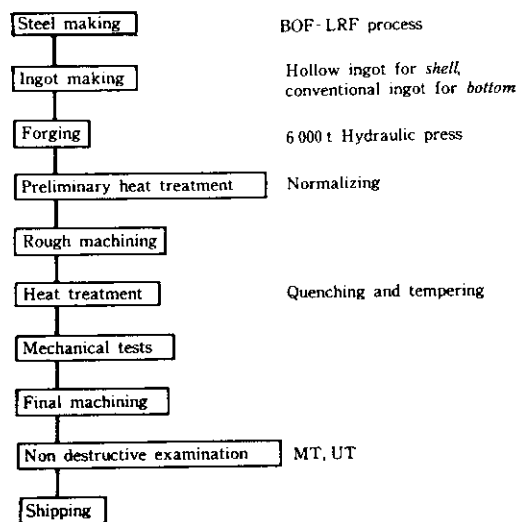 Steel making BOF-LRF process
Ingot making Hollow ingot for shell,
conventional ingot for bottom
Forging 6 000 t Hydraulic press
Preliminary heat treatment Normalizing
Rough machining
Heat treatment Quenching and tempering
Mechanical tests
Final machining
Non destructive examination MT, UT
Shipping